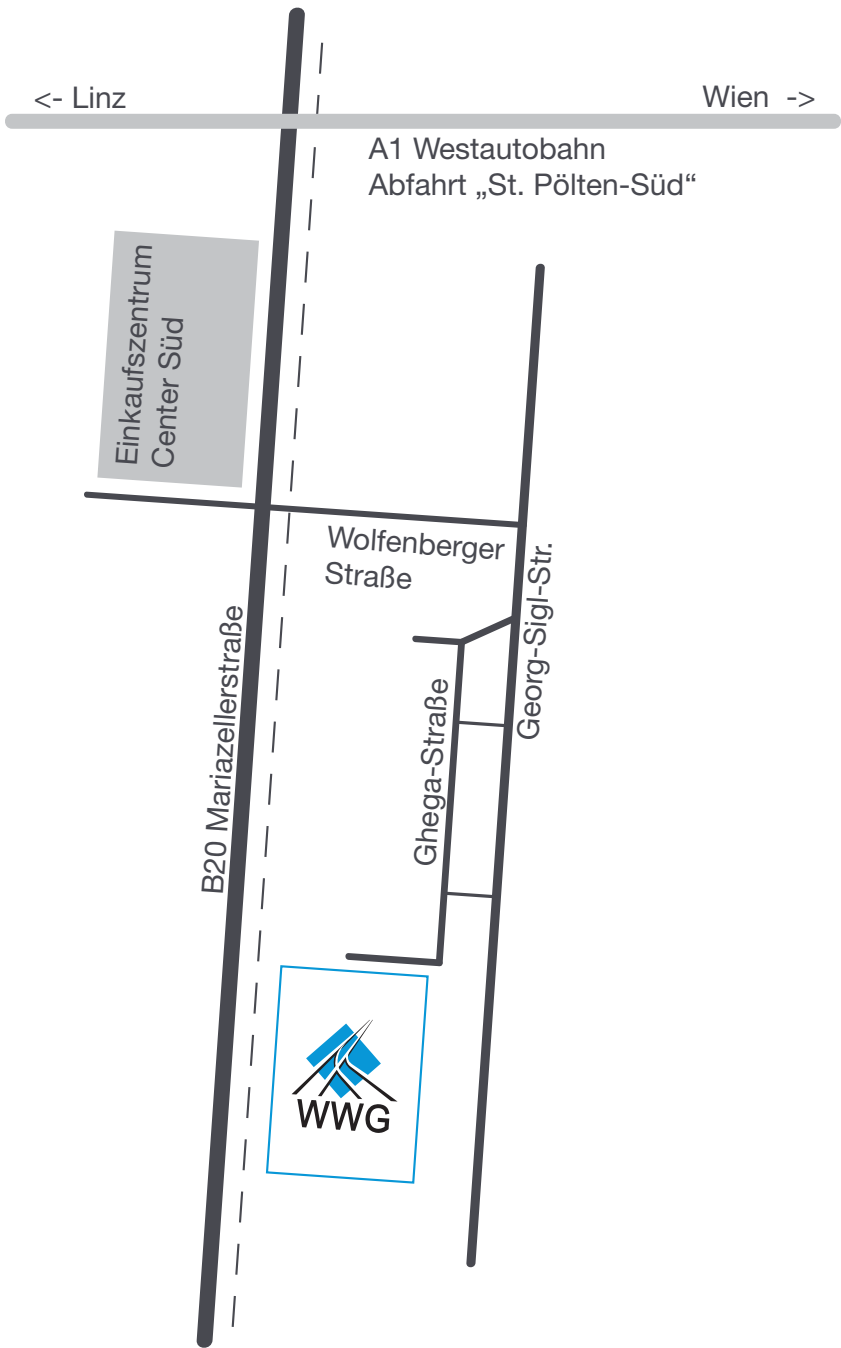 <- Linz
Wien ->
A1 Westautobahn
Abfahrt „St. Pölten-Süd“
Einkaufszentrum
Center Süd
Wolfenberger
Straße
Georg-Sigl-Str.
B20 Mariazellerstraße
Ghega-Straße
WWG